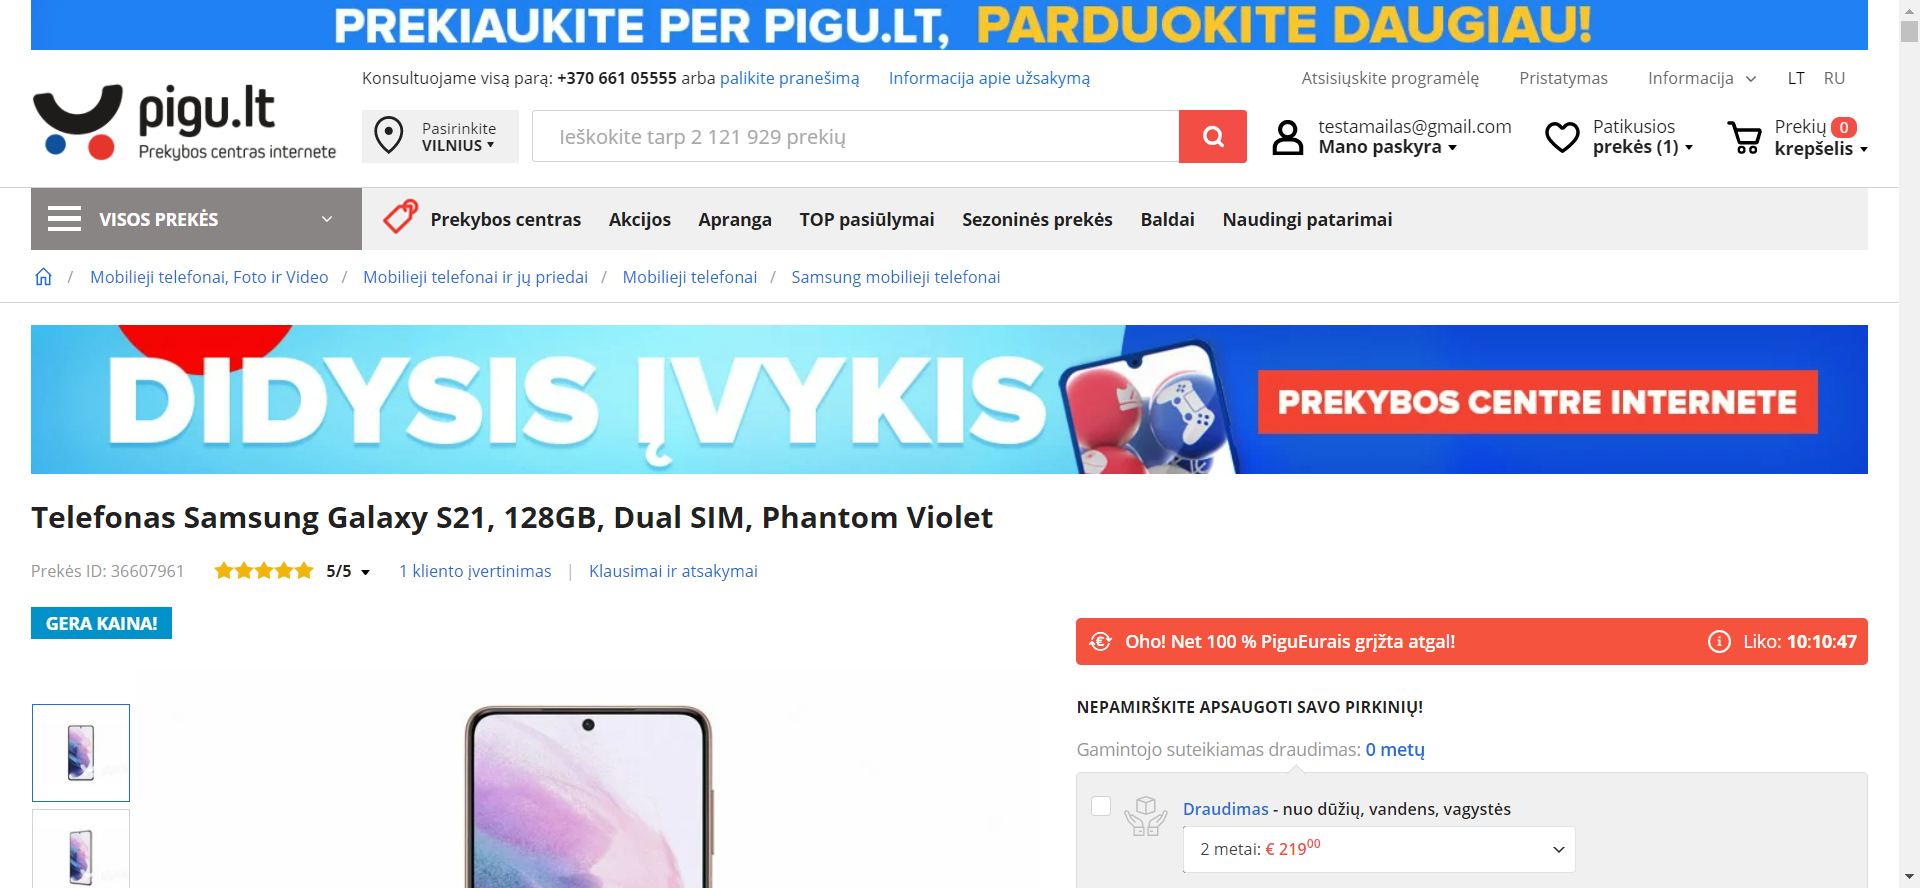 PREKIAUKITE PER PIGU.LT, PARDUOKITE DAUGIAU!
Konsultuojame visą parą: +370 661 05555 arba palikite pranešimą
Informacija apie užsakymą
Atsisiųskite programėlę
Pristatymas
Informacija
LT
RU
pigu.lt
Prekybos centras internete
Pasirinkite
VILNIUS
Ieškokite tarp 2 121 929 prekių
testamailas@gmail.com
Mano paskyra
Patikusios
prekės (1)
Prekių 0
krepšelis
VISOS PREKĖS
Prekybos centras
Akcijos
Apranga
TOP pasiūlymai
Sezoninės prekės
Baldai
Naudingi patarimai
/ Mobilieji telefonai, Foto ir Video / Mobilieji telefonai ir jų priedai / Mobilieji telefonai / Samsung mobilieji telefonai
DIDYSIS ĮVYKIS
PREKYBOS CENTRE INTERNETE
Telefonas Samsung Galaxy S21, 128GB, Dual SIM, Phantom Violet
Prekės ID: 36607961
5/5
1 kliento įvertinimas | Klausimai ir atsakymai
GERA KAINA!
Oho! Net 100 % PiguEurais grįžta atgal!
Liko: 10:10:47
NEPAMIRŠKITE APSAUGOTI SAVO PIRKINIŲ!
Gamintojo suteikiamas draudimas: 0 metų
Draudimas - nuo dūžių, vandens, vagystės
2 metai: € 21900